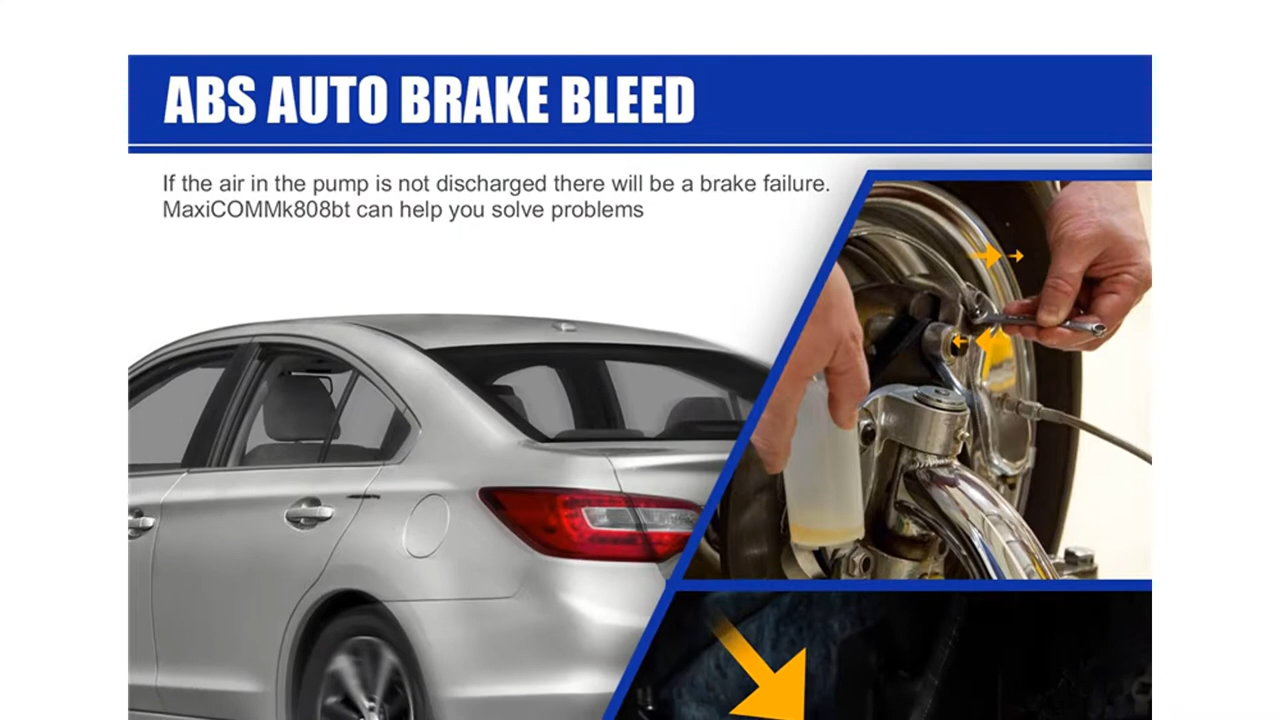 ABS AUTO BRAKE BLEED
If the air in the pump is not discharged there will be a brake failure.
MaxiCOMMk808bt can help you solve problems